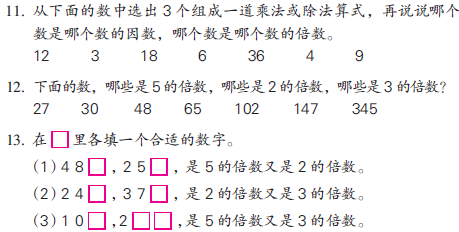 11. 从下面的数中选出 3 个组成一道乘法或除法算式，再说说哪个
数是哪个数的因数，哪个数是哪个数的倍数。
12 3 18 6 36 4 9
12. 下面的数，哪些是 5 的倍数，哪些是 2 的倍数，哪些是 3 的倍数?
27 30 48 65 102 147 345
13. 在□里各填一个合适的数字。
(1) 4 8□，2 5□，是 5 的倍数又是 2 的倍数。
(2) 2 4□，3 7□，是 2 的倍数又是 3 的倍数。
(3) 1 0□，2□□，是 5 的倍数又是 3 的倍数。